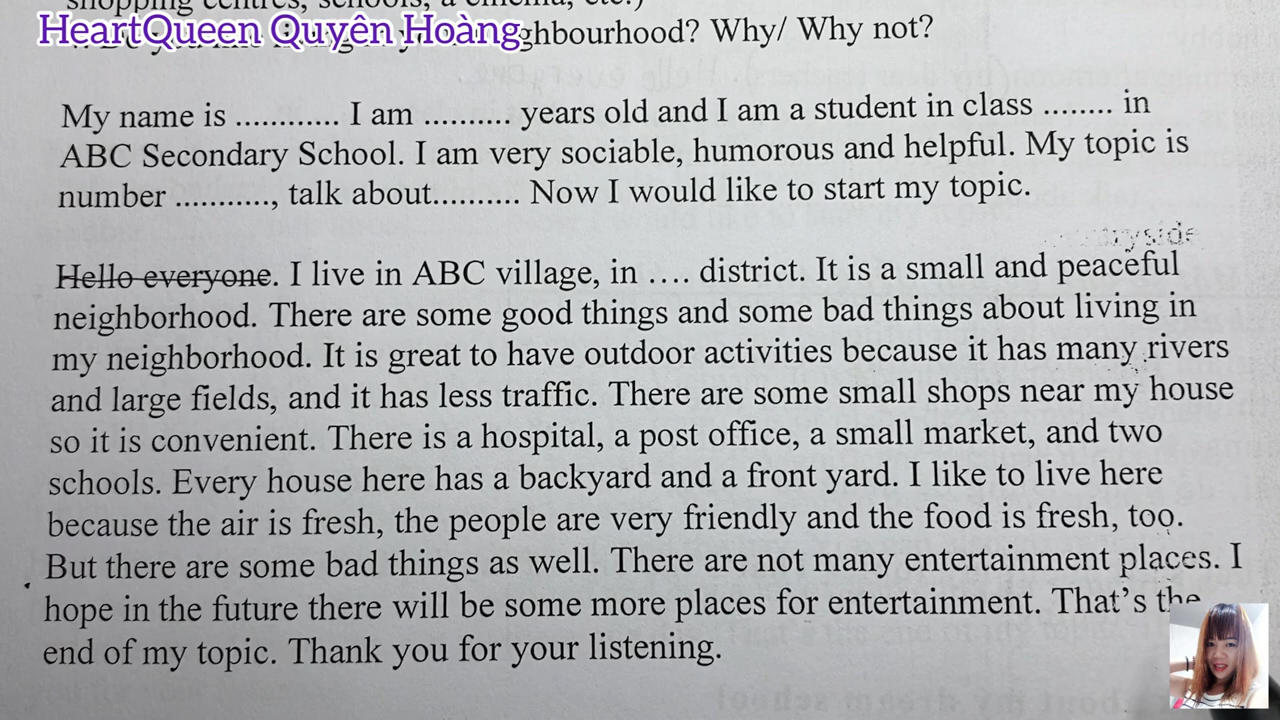 shopping centres, schools, a cinema, etc.)
HeartQueen Quyên Hoàng
ghbourhood? Why/ Why not?
My name is ............ I am .......... years old and I am a student in class ........ in
ABC Secondary School. I am very sociable, humorous and helpful. My topic is
number ..........., talk about.......... Now I would like to start my topic.
Hello everyone. I live in ABC village, in .... district. It is a small and peaceful
neighborhood. There are some good things and some bad things about living in
my neighborhood. It is great to have outdoor activities because it has many rivers
and large fields, and it has less traffic. There are some small shops near my house
so it is convenient. There is a hospital, a post office, a small market, and two
schools. Every house here has a backyard and a front yard. I like to live here
because the air is fresh, the people are very friendly and the food is fresh, too.
But there are some bad things as well. There are not many entertainment places. I
hope in the future there will be some more places for entertainment. That's the
end of my topic. Thank you for your listening.